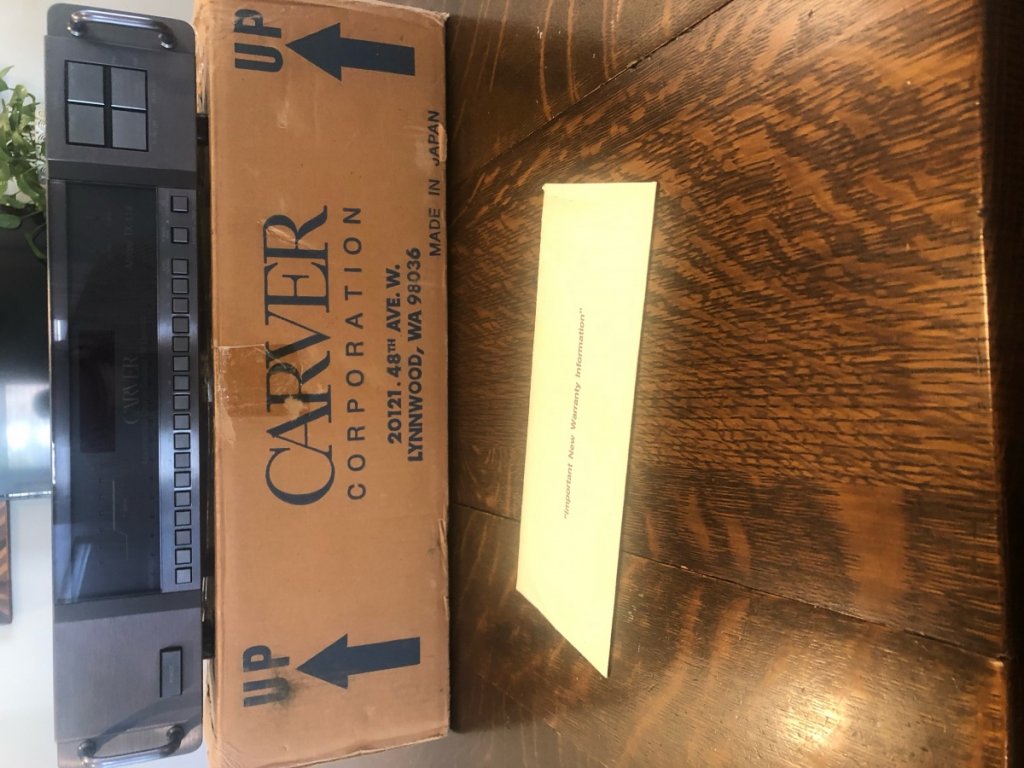 CARVER
UP
UP
CARVER
CORPORATION
20121 . 48TH AVE. W.
LYNNWOOD, WA 98036
MADE IN JAPAN
"Important New Warranty Information"